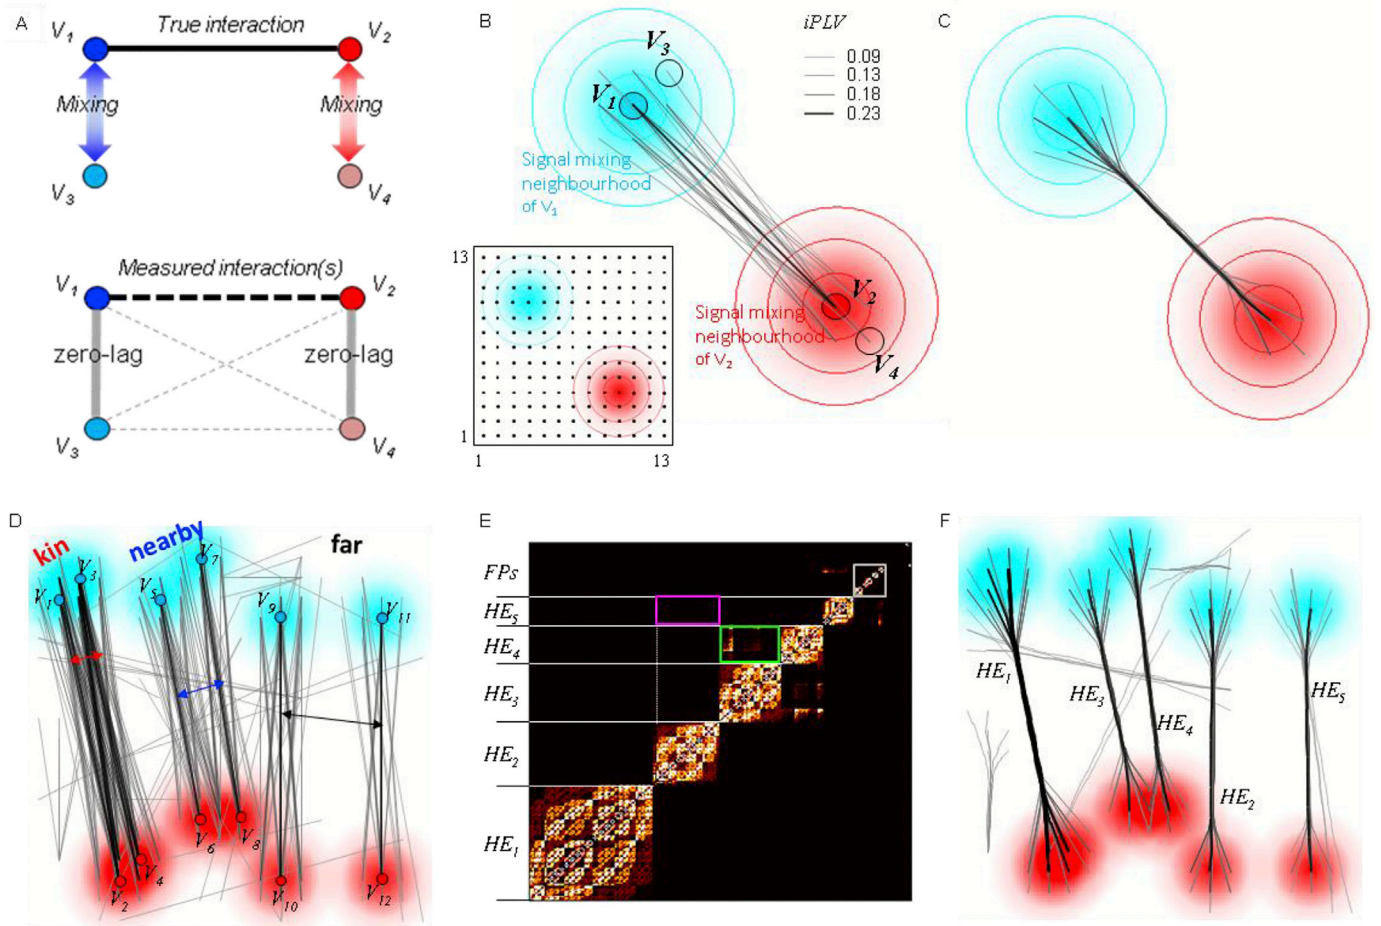 A
V1
True interaction
V2
Mixing
Mixing
V3
V4
Measured interaction(s)
V1
V2
zero-lag
zero-lag
V3
V4
B
iPLV
0.09
0.13
0.18
0.23
V3
V1
Signal mixing
neighbourhood
of V1
V2
Signal mixing
neighbourhood
of V2
V4
13
1
1
13
C
D
kin
nearby
far
V1
V3
V5
V7
V9
V11
V2
V4
V6
V8
V10
V12
E
FPs
HE5
HE4
HE3
HE2
HE1
F
HE1
HE3
HE4
HE2
HE5